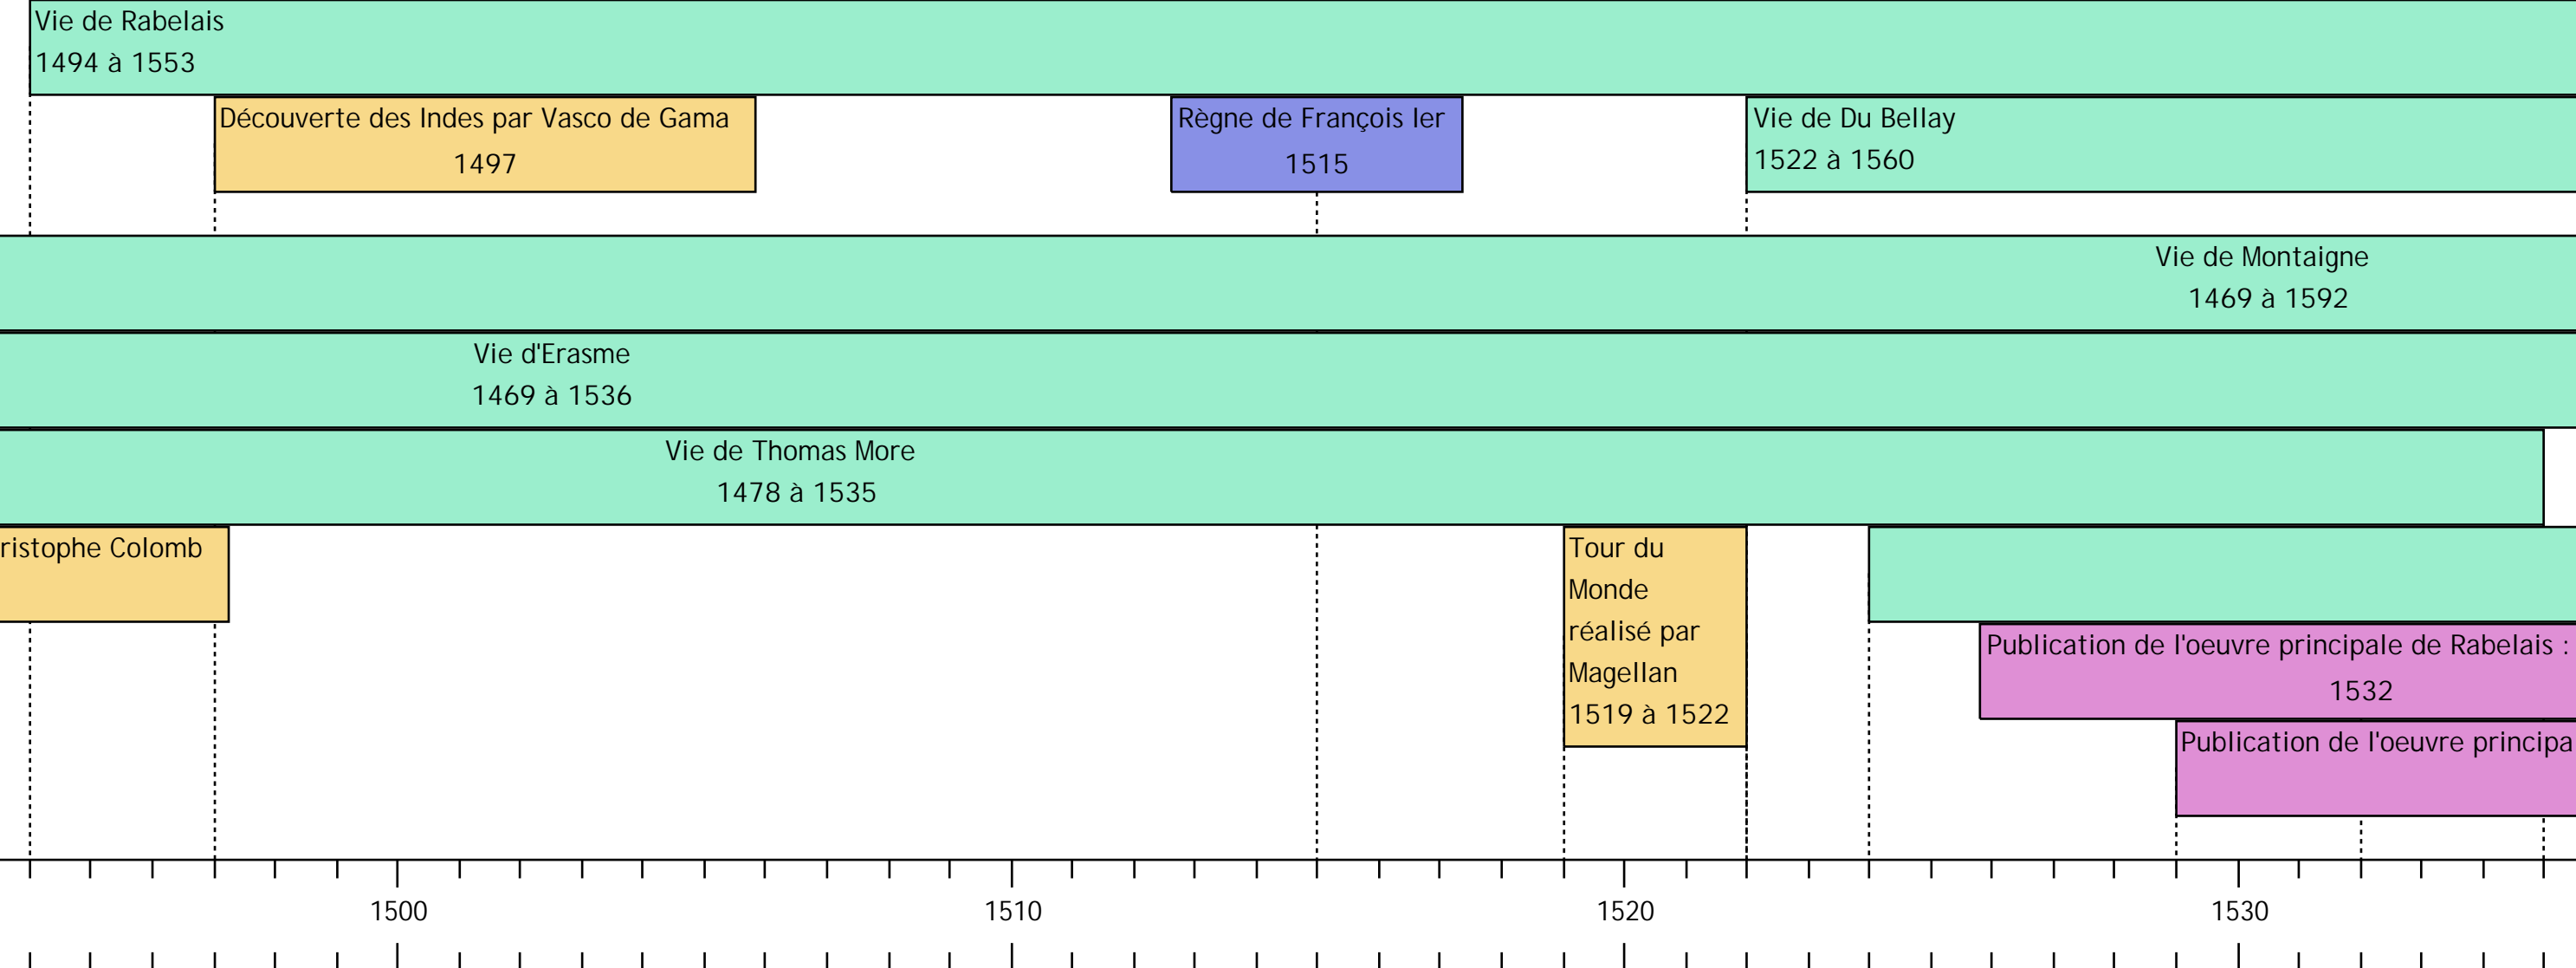 Vie de Rabelais
1494 à 1553
Découverte des Indes par Vasco de Gama
1497
Règne de François Ier
1515
Vie de Du Bellay
1522 à 1560
Vie de Montaigne
1469 à 1592
Vie d'Erasme
1469 à 1536
Vie de Thomas More
1478 à 1535
ristophe Colomb
Tour du
Monde
réalisé par
Magellan
1519 à 1522
Publication de l'oeuvre principale de Rabelais :
1532
Publication de l'oeuvre principa
1500
1510
1520
1530